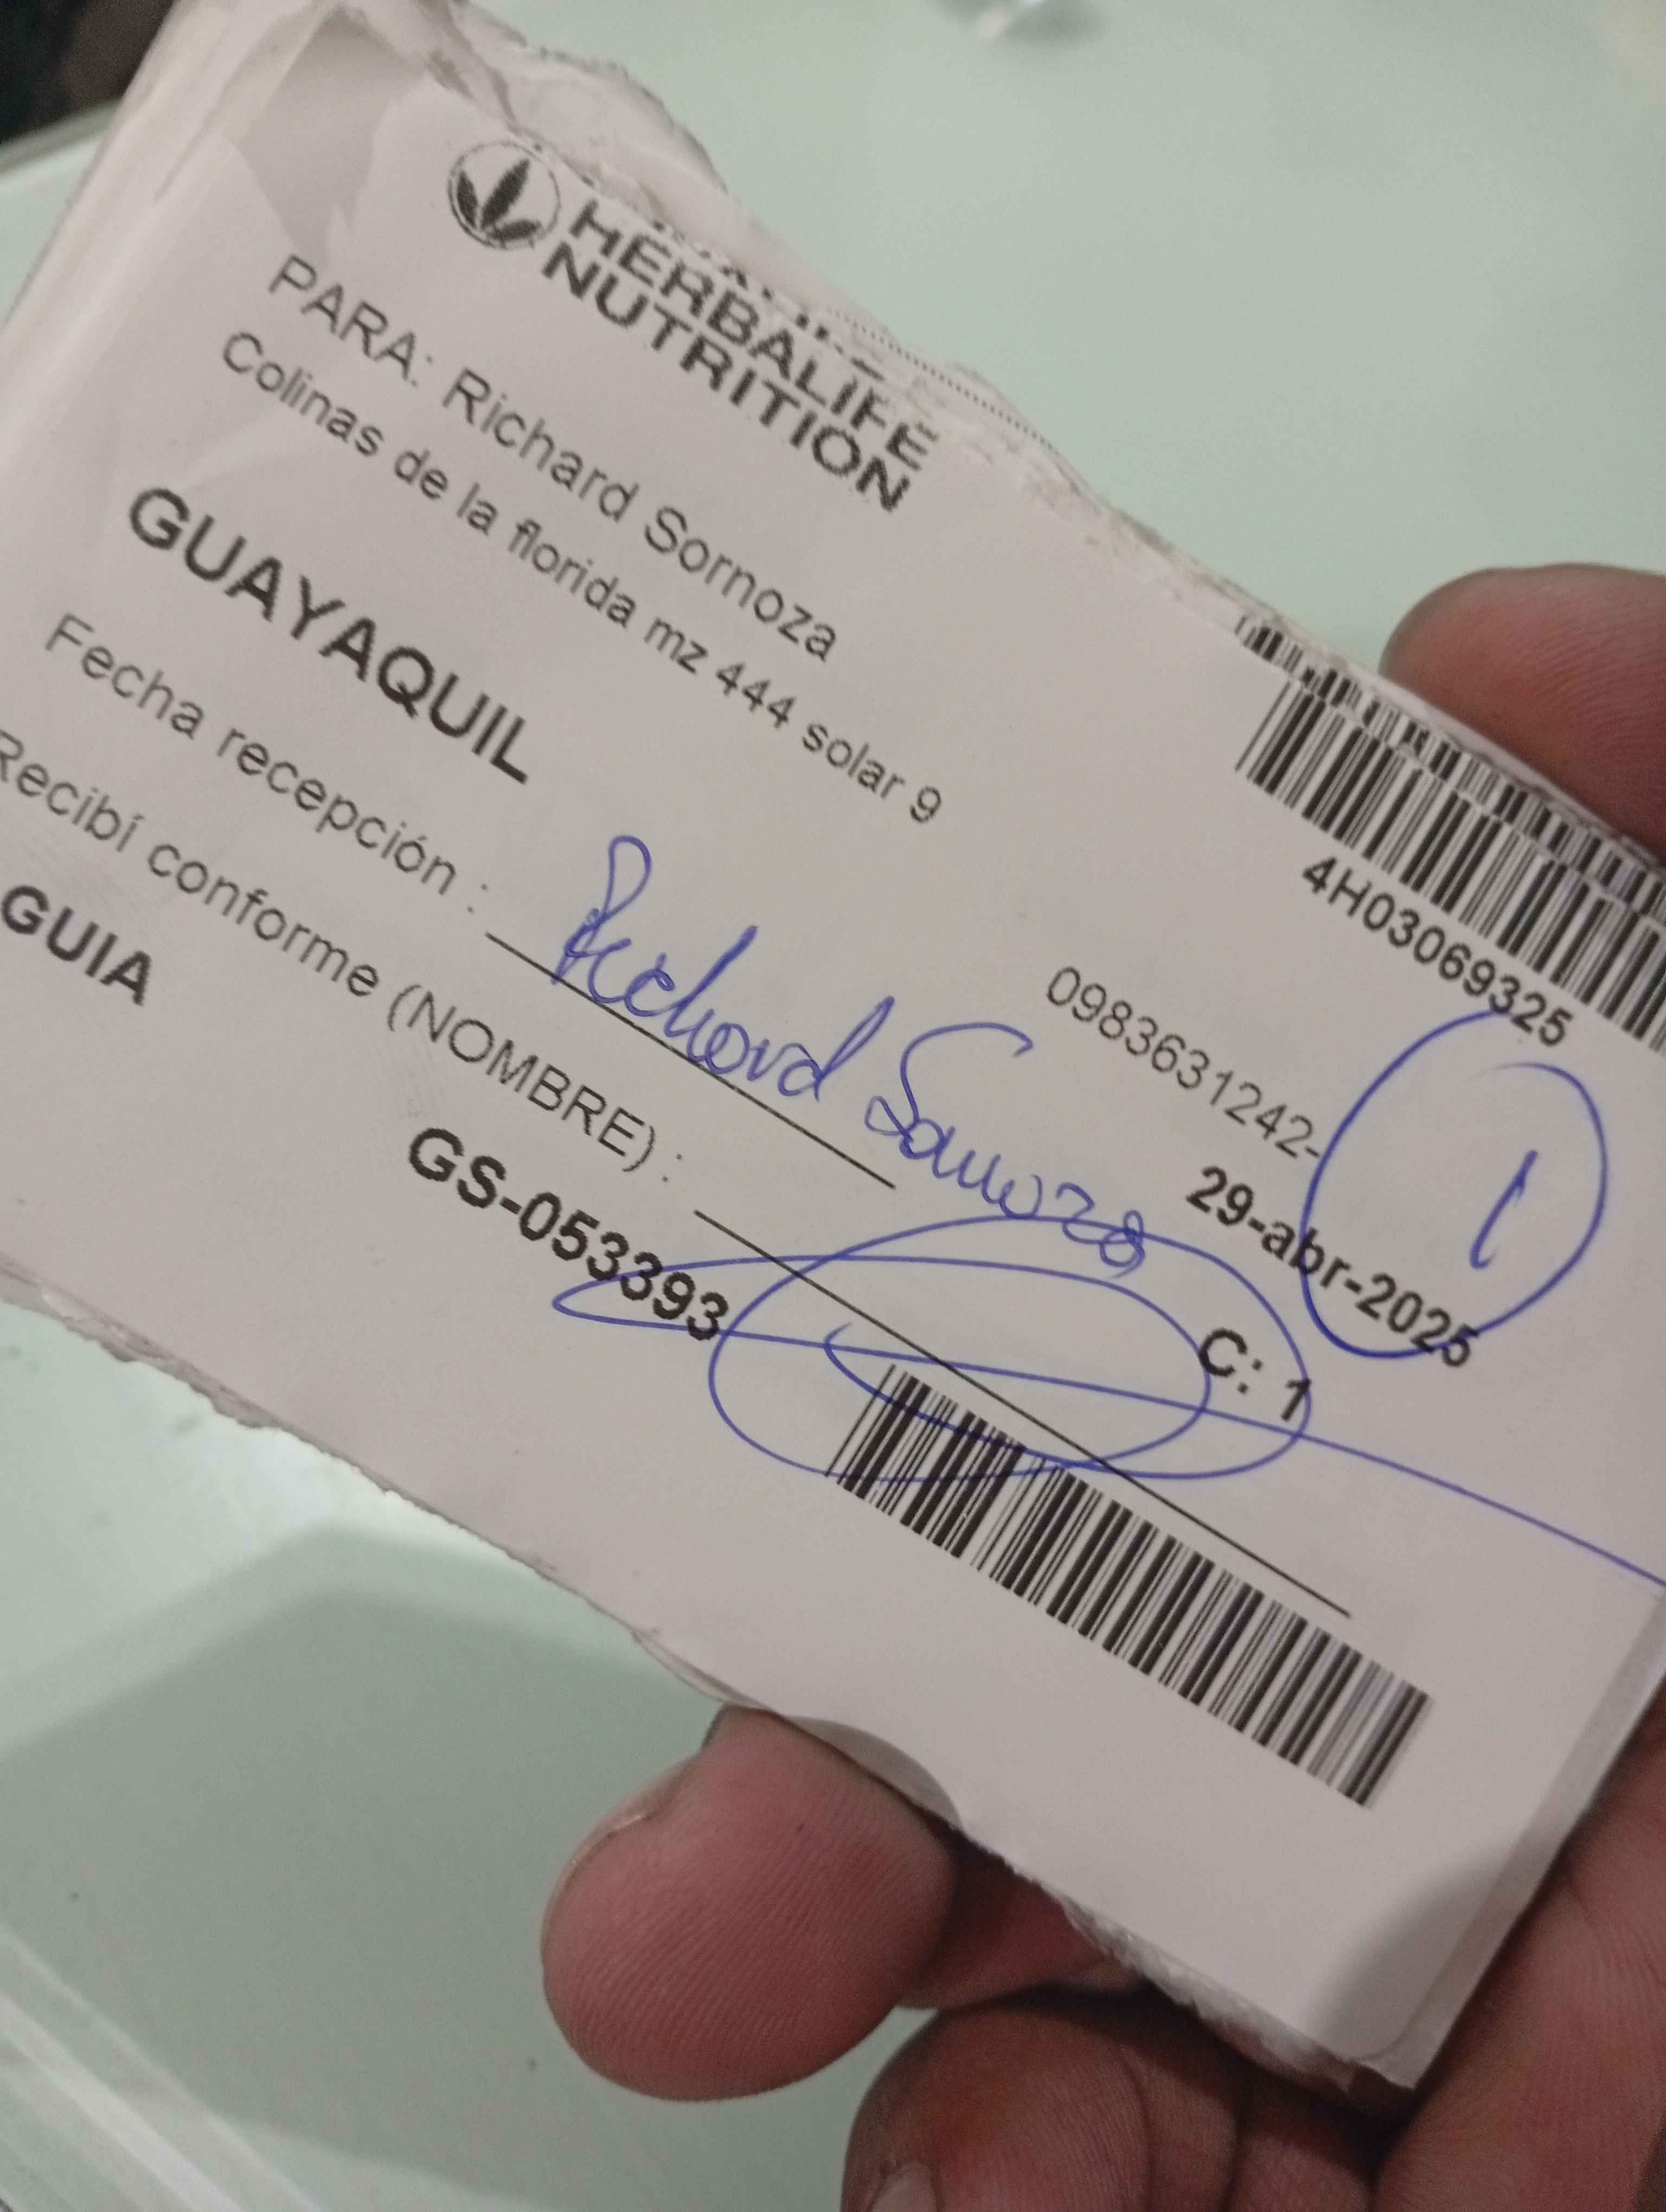 HERBALIFE
NUTRITION
4H03069325
PARA: Richard Sornoza
Colinas de la florida mz 444 solar 9
0983631242-
1
GUAYAQUIL
29-abr-2025
Fecha recepción :
Richard Sornoza
C: 1
Recibí conforme (NOMBRE) :
GUIA
GS-053393